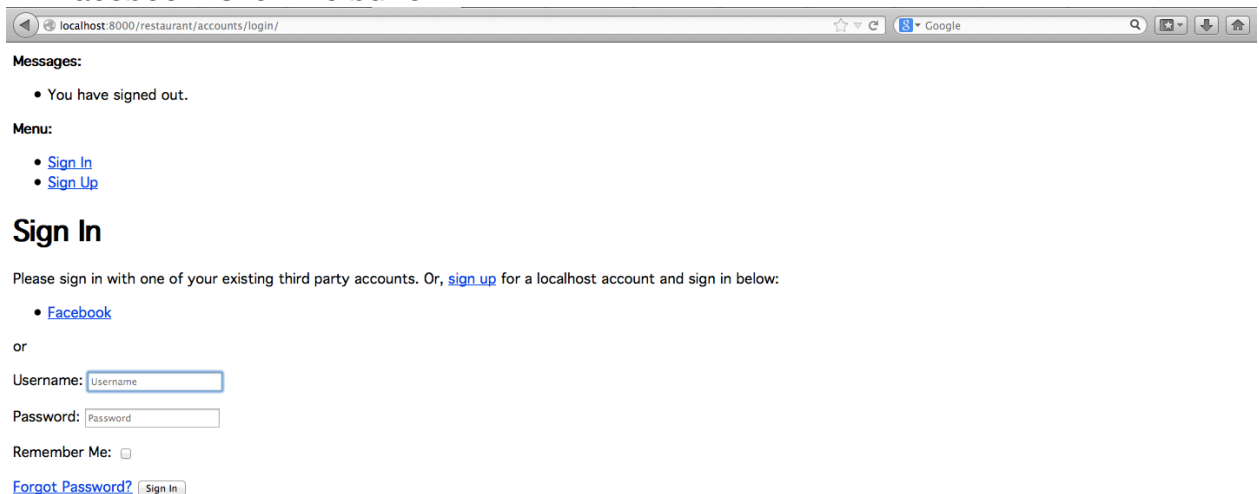 localhost:8000/restaurant/accounts/login/
Google
Messages:
You have signed out.
Menu:
Sign In
Sign Up
Sign In
Please sign in with one of your existing third party accounts. Or, sign up for a localhost account and sign in below:
Facebook
or
Username: Username
Password: Password
Remember Me:
Forgot Password? Sign In